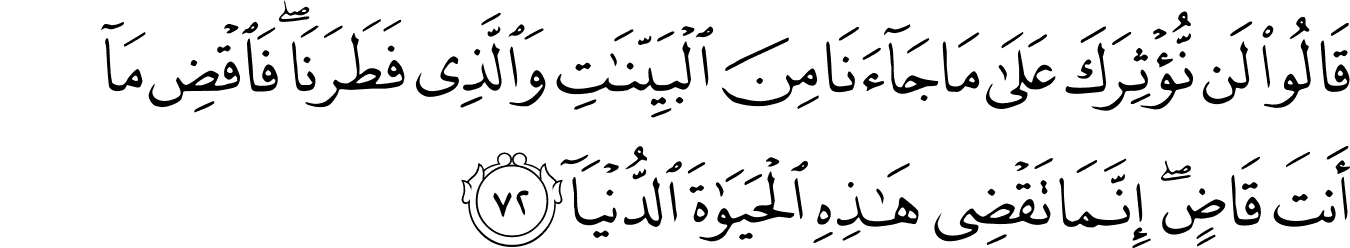 قَالُوا۟ لَن نُّؤْثِرَكَ عَلَىٰ مَا جَآءَنَا مِنَ ٱلْبَيِّنَـٰتِ وَٱلَّذِى فَطَرَنَا ۖ فَٱقْضِ مَآ
أَنتَ قَاضٍ ۖ إِنَّمَا تَقْضِى هَـٰذِهِ ٱلْحَيَوٰةَ ٱلدُّنْيَآ ٧٢